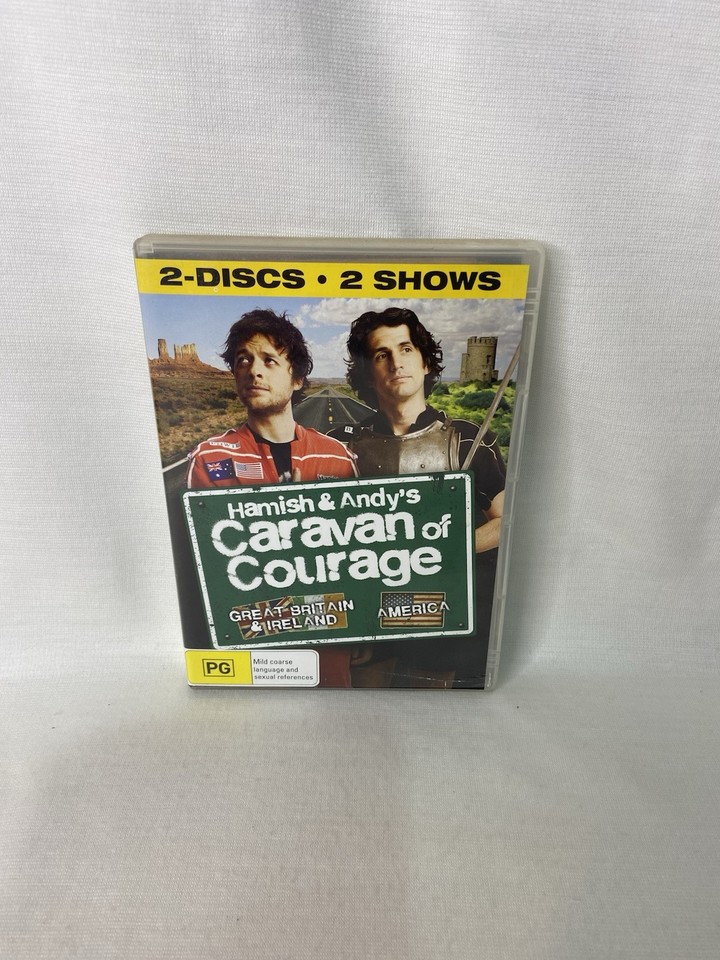 2-DISCS • 2 SHOWS
Hamish & Andy's
Caravan of
Courage
GREAT BRITAIN
& IRELAND
AMERICA
PG
Mild coarse
language and
sexual references